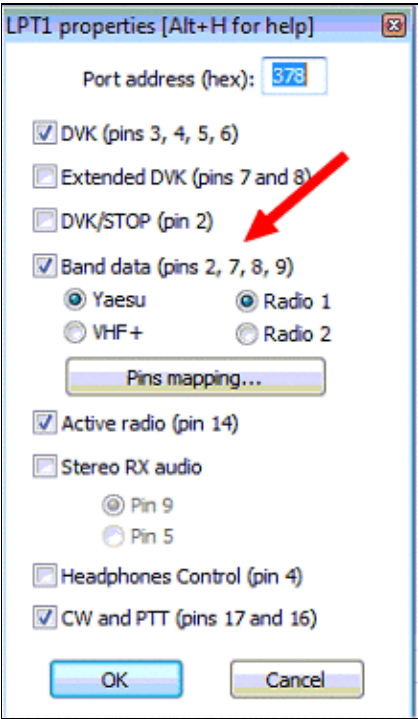 LPT1 properties [Alt+H for help]
Port address (hex): 378
DVK (pins 3, 4, 5, 6)
Extended DVK (pins 7 and 8)
DVK/STOP (pin 2)
Band data (pins 2, 7, 8, 9)
Yaesu Radio 1
VHF+ Radio 2
Pins mapping...
Active radio (pin 14)
Stereo RX audio
Pin 9
Pin 5
Headphones Control (pin 4)
CW and PTT (pins 17 and 16)
OK Cancel